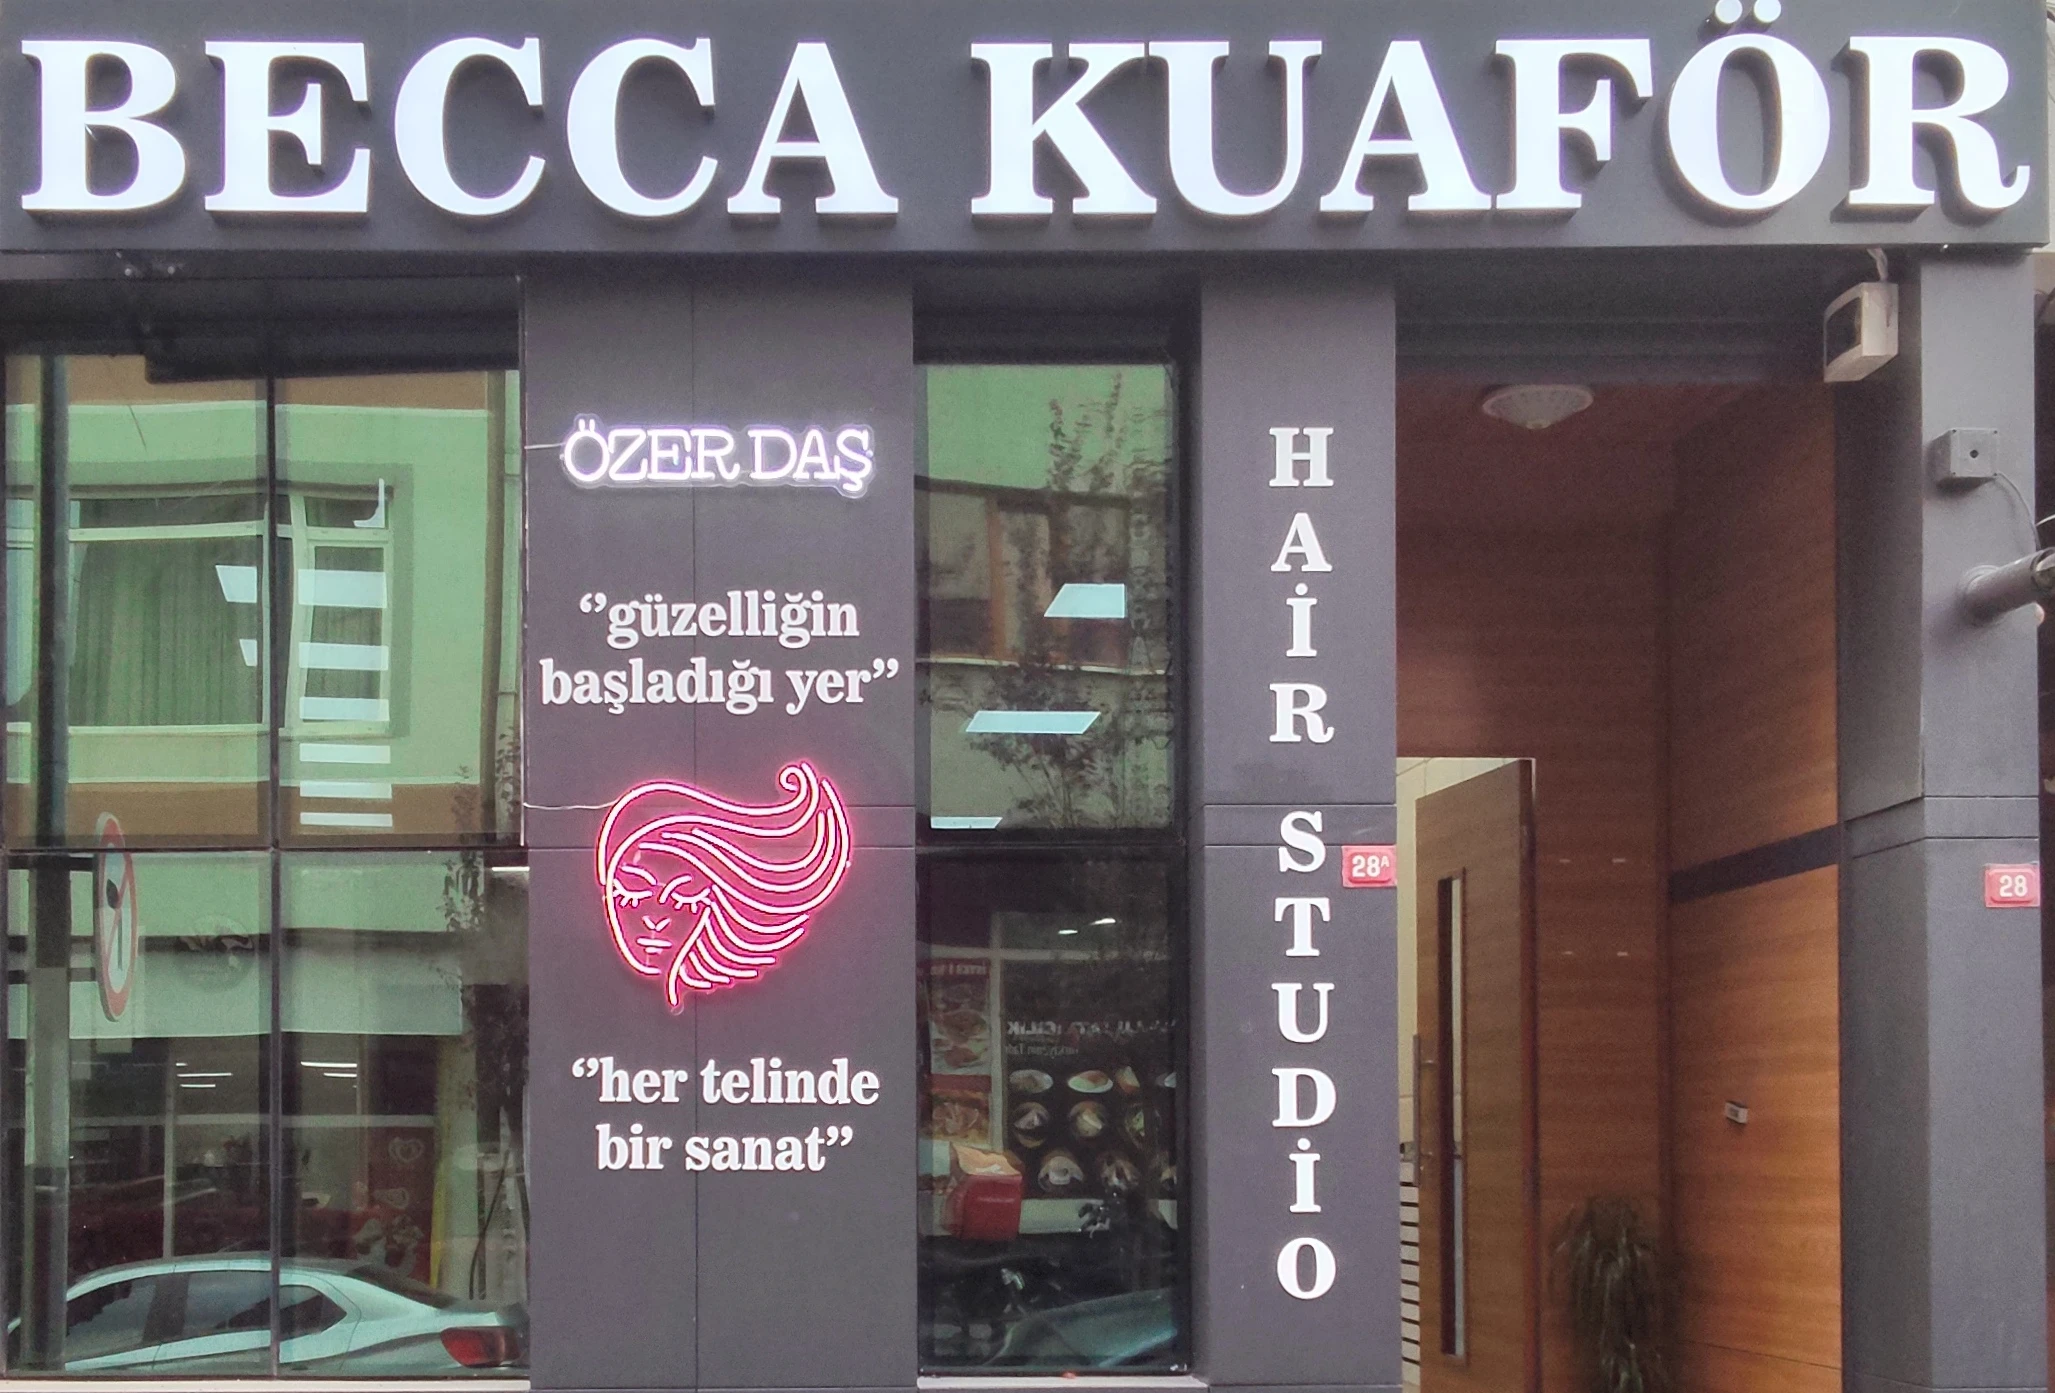 BECCA KUAFÖR
ÖZER DAŞ
‘’güzelliğin
başladığı yer”
‘’her telinde
bir sanat”
HAİR STUDİO
28A
28